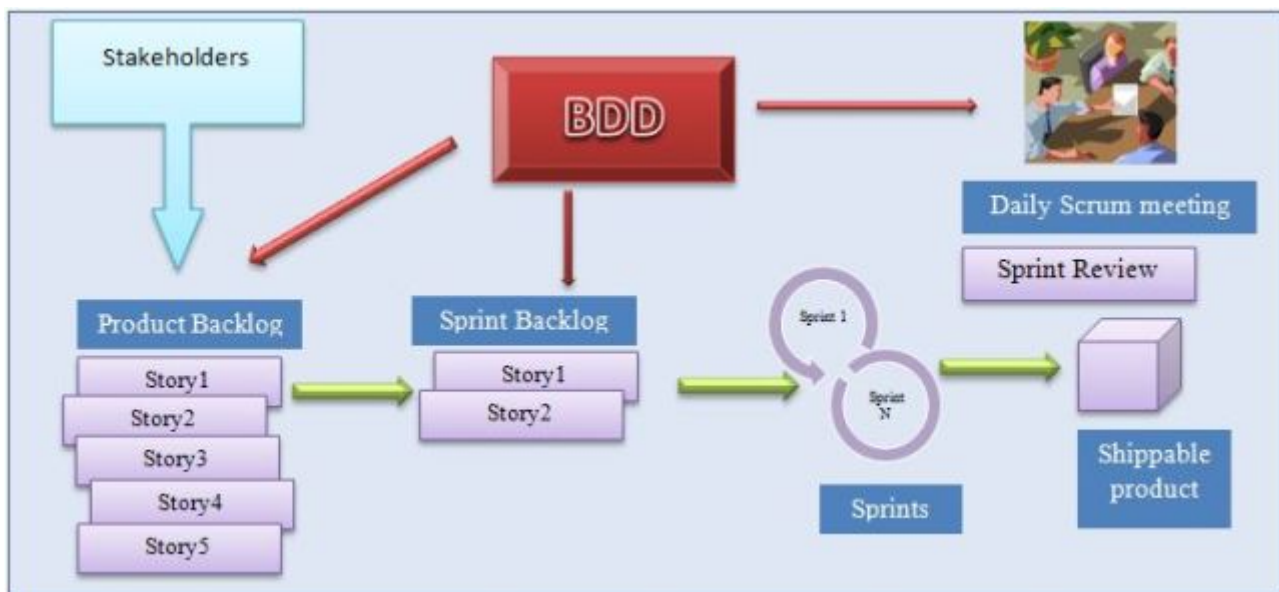 Stakeholders
BDD
Daily Scrum meeting
Sprint Review
Product Backlog
Story1
Story2
Story3
Story4
Story5
Sprint Backlog
Story1
Story2
Sprint 1
Sprint
N
Sprints
Shippable
product